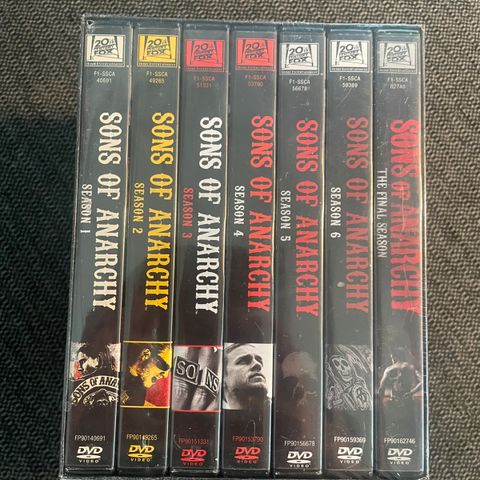 20th CENTURY FOX
F1-SSCA
40691
SONS OF ANARCHY
SEASON 1
SONS OF ANARCHY
FP90140691
DVD
VIDEO
20th CENTURY FOX
F1-SSCA
49265
SONS OF ANARCHY
SEASON 2
FP90149265
DVD
VIDEO
20th CENTURY FOX
F1-SSCA
51331
SONS OF ANARCHY
SEASON 3
SONS
FP90151331
DVD
VIDEO
20th CENTURY FOX
F1-SSCA
53790
SONS OF ANARCHY
SEASON 4
FP90153790
DVD
VIDEO
20th CENTURY FOX
F1-SSCA
56678
SONS OF ANARCHY
SEASON 5
FP90156678
DVD
VIDEO
20th CENTURY FOX
F1-SSCA
59369
SONS OF ANARCHY
SEASON 6
FP90159369
DVD
VIDEO
20th CENTURY FOX
F1-SSCA
62746
SONS OF ANARCHY
THE FINAL SEASON
FP90162746
DVD
VIDEO